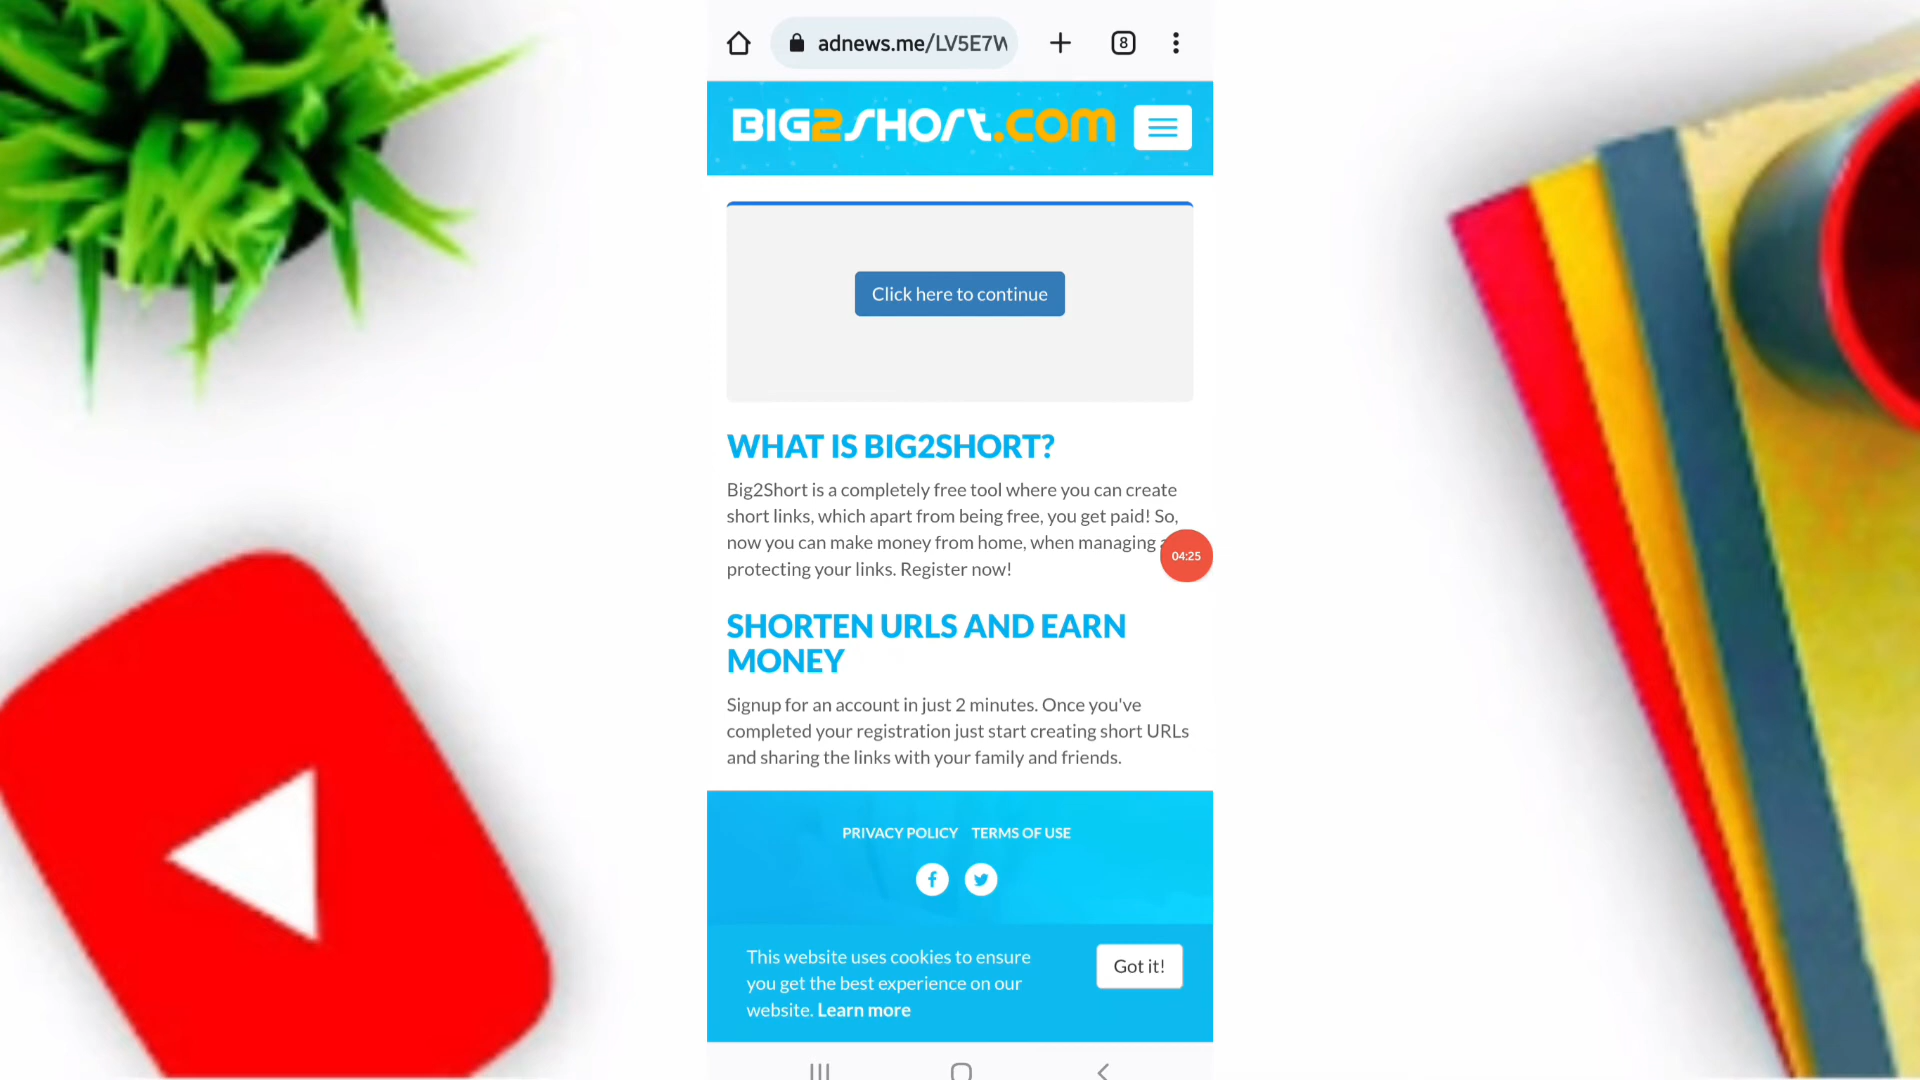 adnews.me/LV5E7W
8
BIG2SHORT.COM
Click here to continue
WHAT IS BIG2SHORT?
Big2Short is a completely free tool where you can create
short links, which apart from being free, you get paid! So,
now you can make money from home, when managing
04:25
protecting your links. Register now!
SHORTEN URLS AND EARN
MONEY
Signup for an account in just 2 minutes. Once you've
completed your registration just start creating short URLs
and sharing the links with your family and friends.
PRIVACY POLICY TERMS OF USE
This website uses cookies to ensure
you get the best experience on our
website. Learn more
Got it!